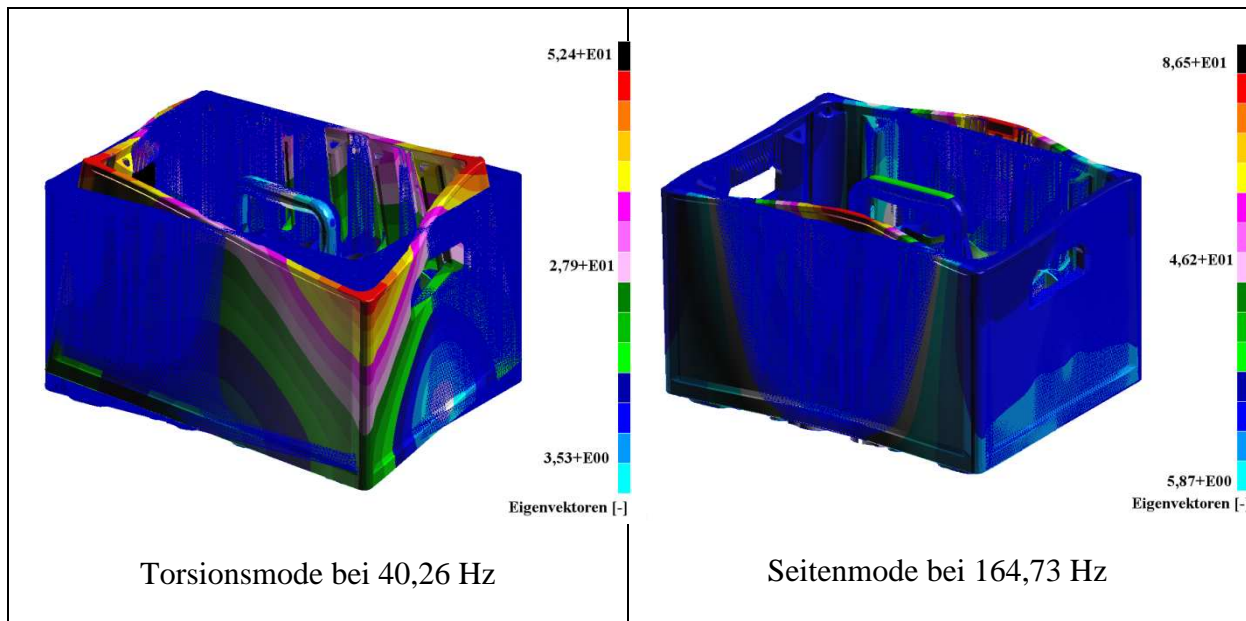 5,24+E01
2,79+E01
3,53+E00
Eigenvektoren [-]
Torsionsmode bei 40,26 Hz
8,65+E01
4,62+E01
5,87+E00
Eigenvektoren [-]
Seitenmode bei 164,73 Hz